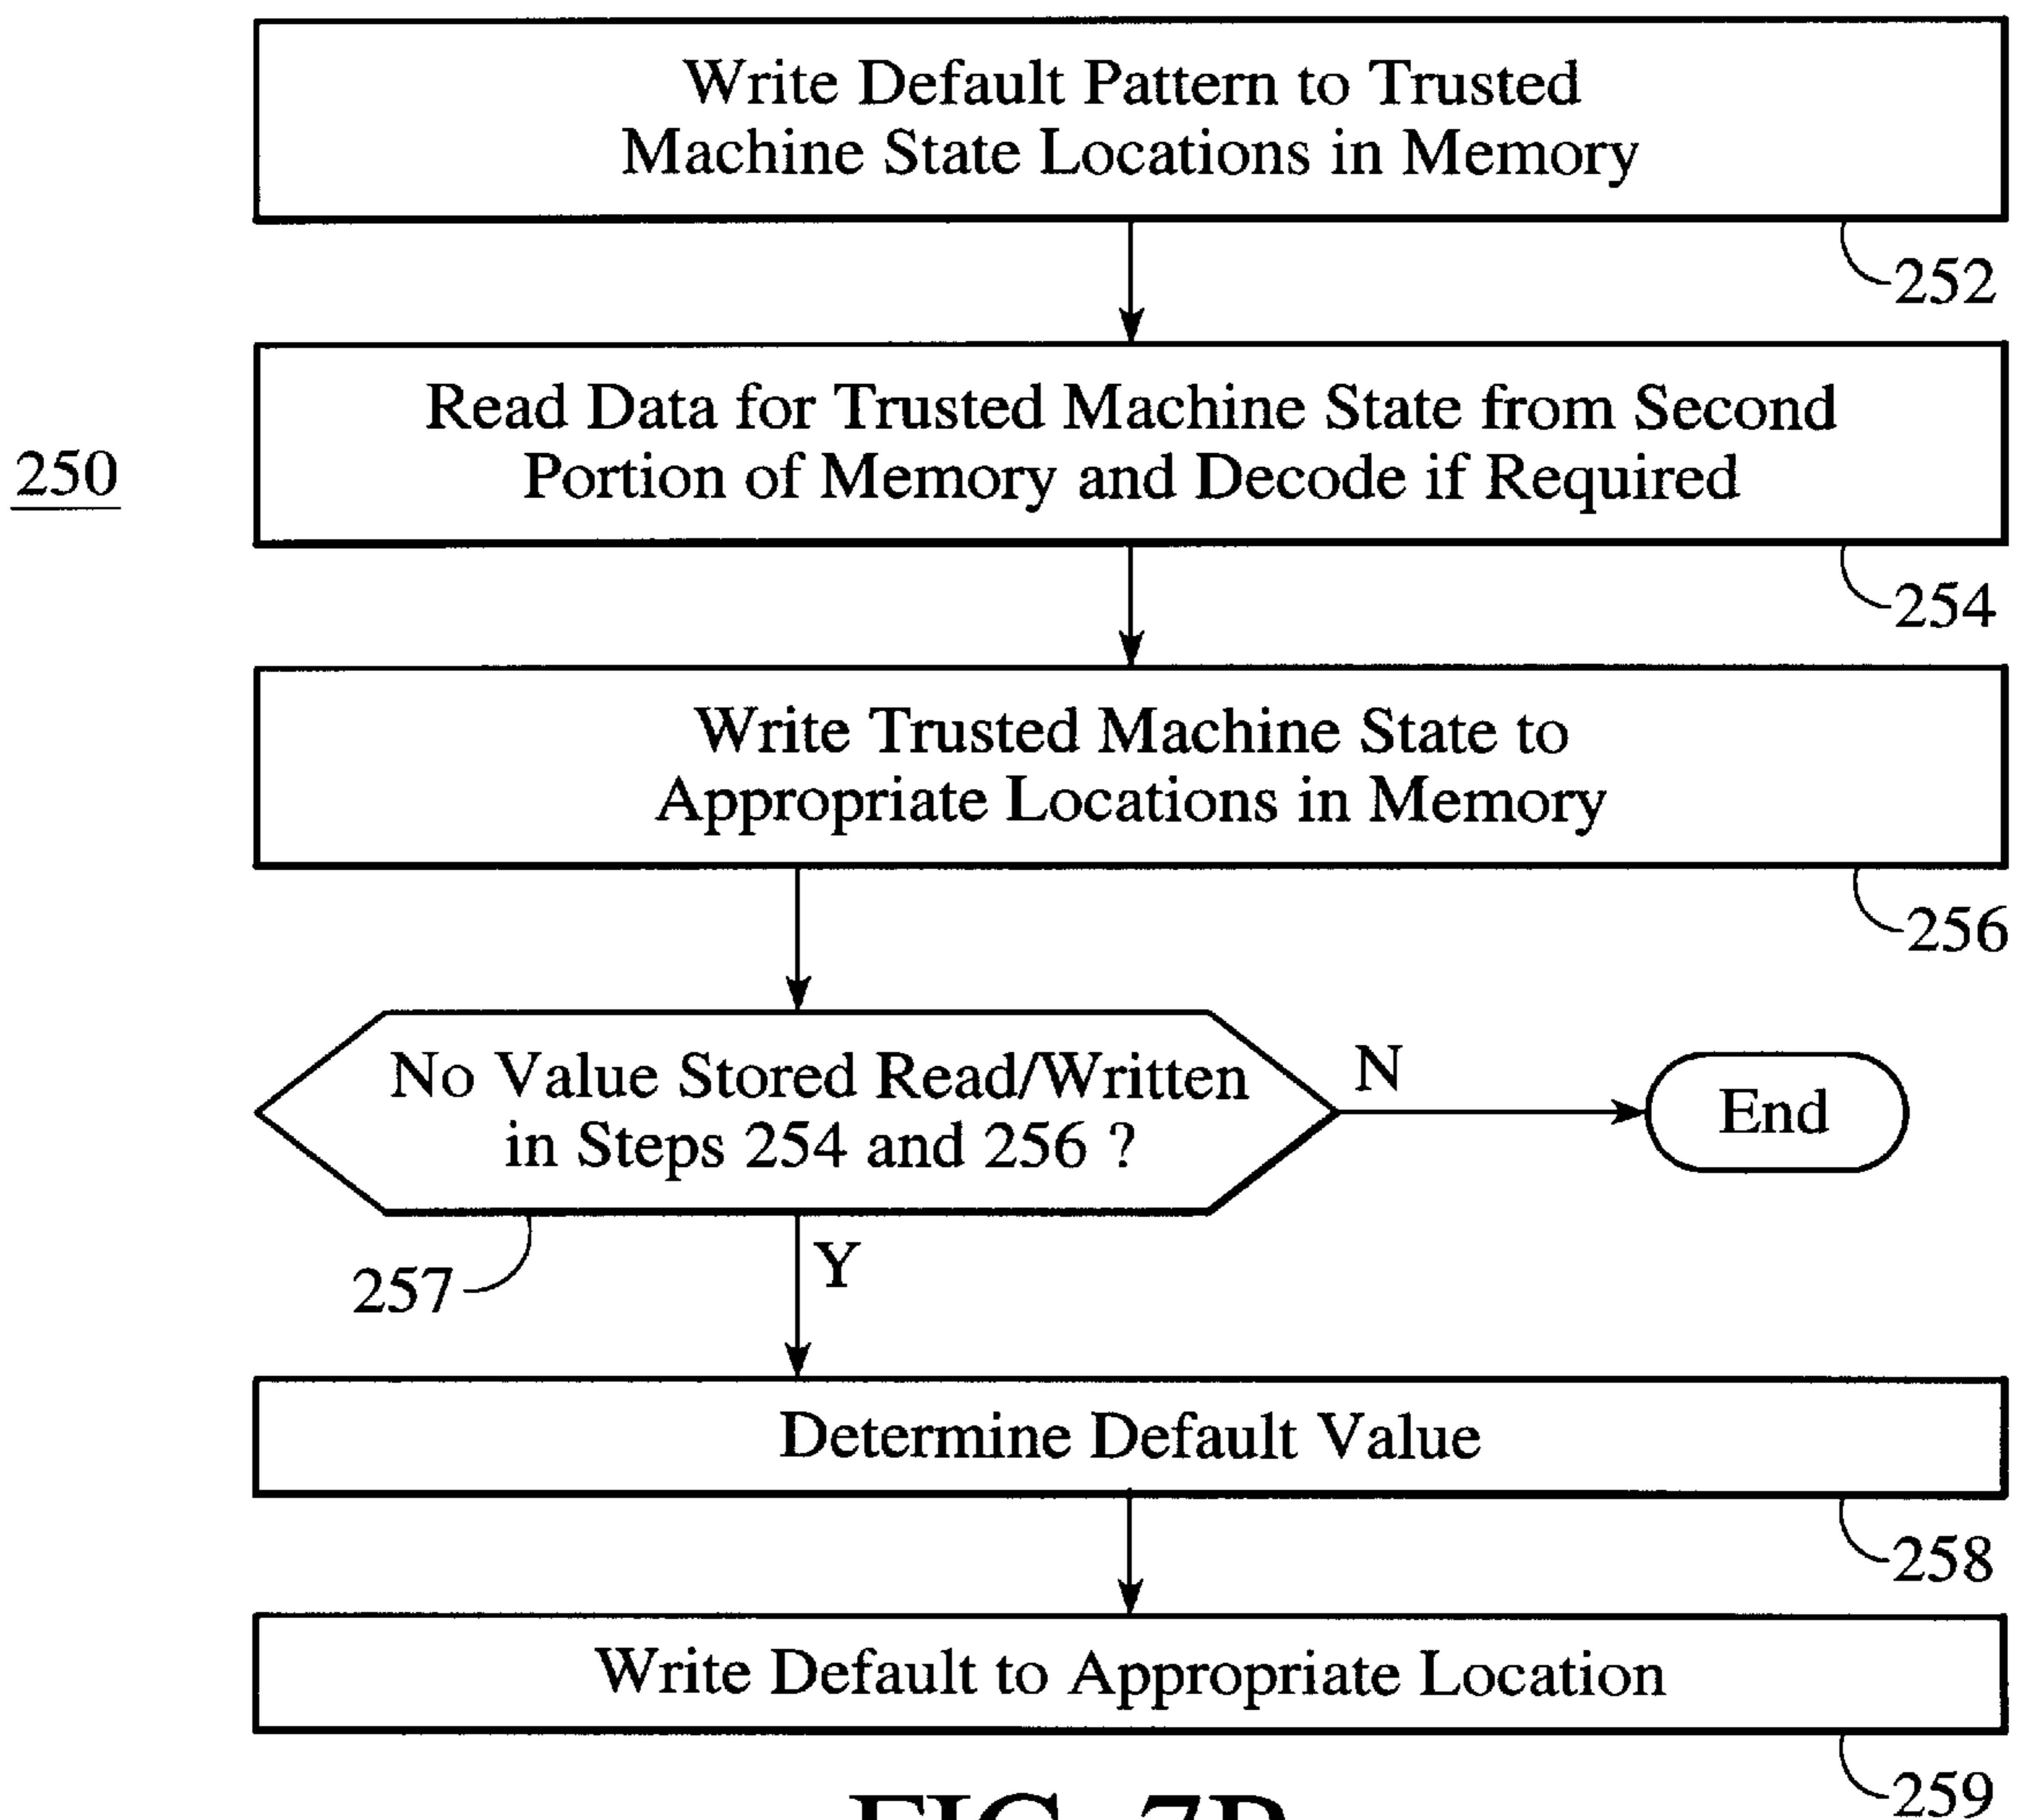 Write Default Pattern to Trusted
Machine State Locations in Memory
252
Read Data for Trusted Machine State from Second
Portion of Memory and Decode if Required
250
254
Write Trusted Machine State to
Appropriate Locations in Memory
256
No Value Stored Read/Written
in Steps 254 and 256 ?
N
End
257
Y
Determine Default Value
258
Write Default to Appropriate Location
259
FIG. 7B